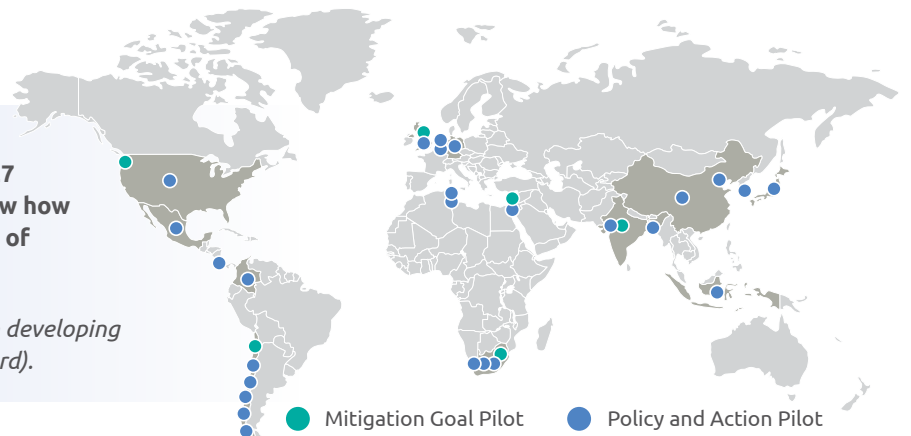 7
w how
of
developing
rd).
Mitigation Goal Pilot
Policy and Action Pilot